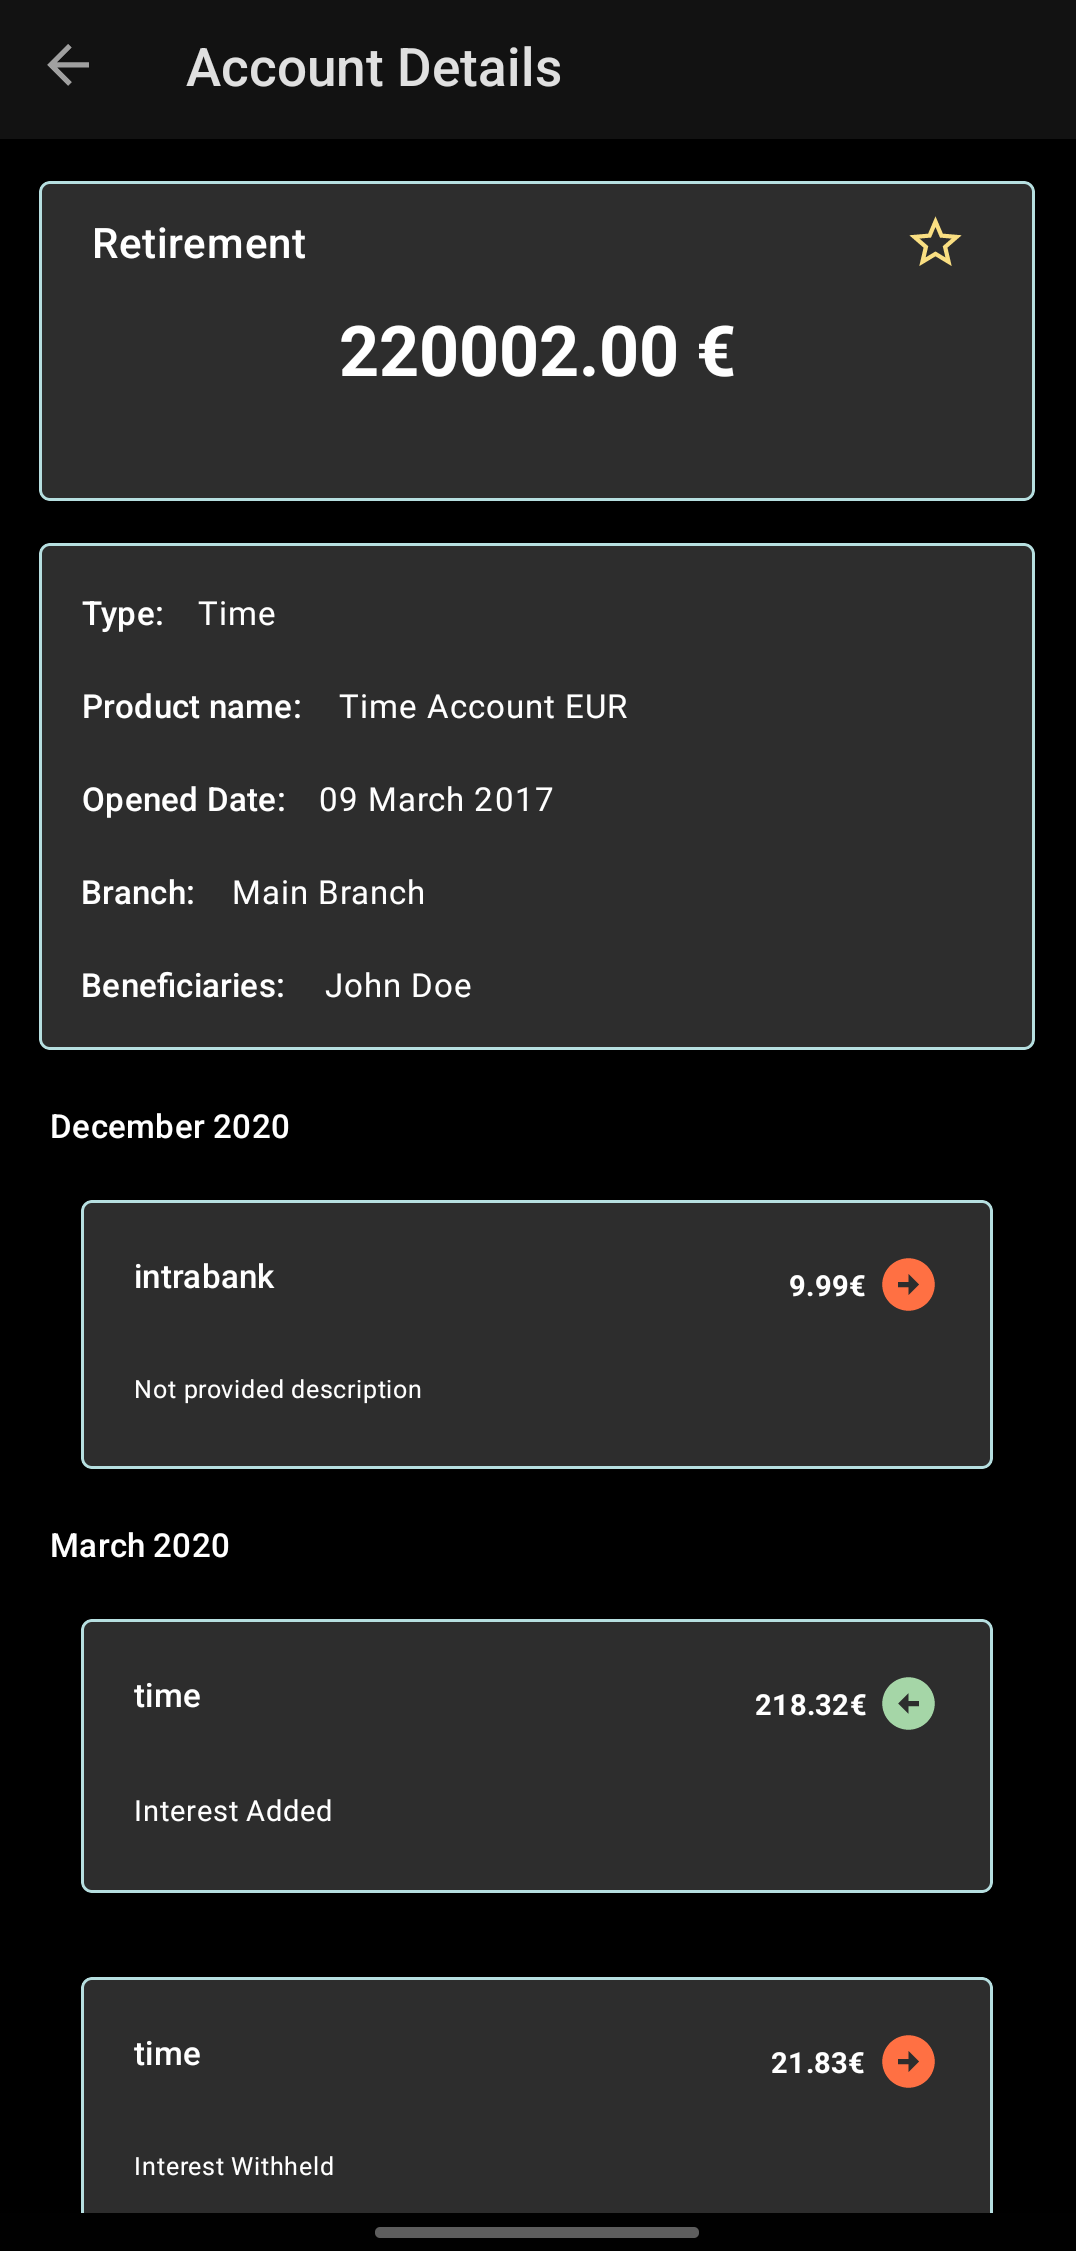 Account Details
Retirement
220002.00 €
Type: Time
Product name: Time Account EUR
Opened Date: 09 March 2017
Branch: Main Branch
Beneficiaries: John Doe
December 2020
intrabank 9.99€
Not provided description
March 2020
time 218.32€
Interest Added
time 21.83€
Interest Withheld